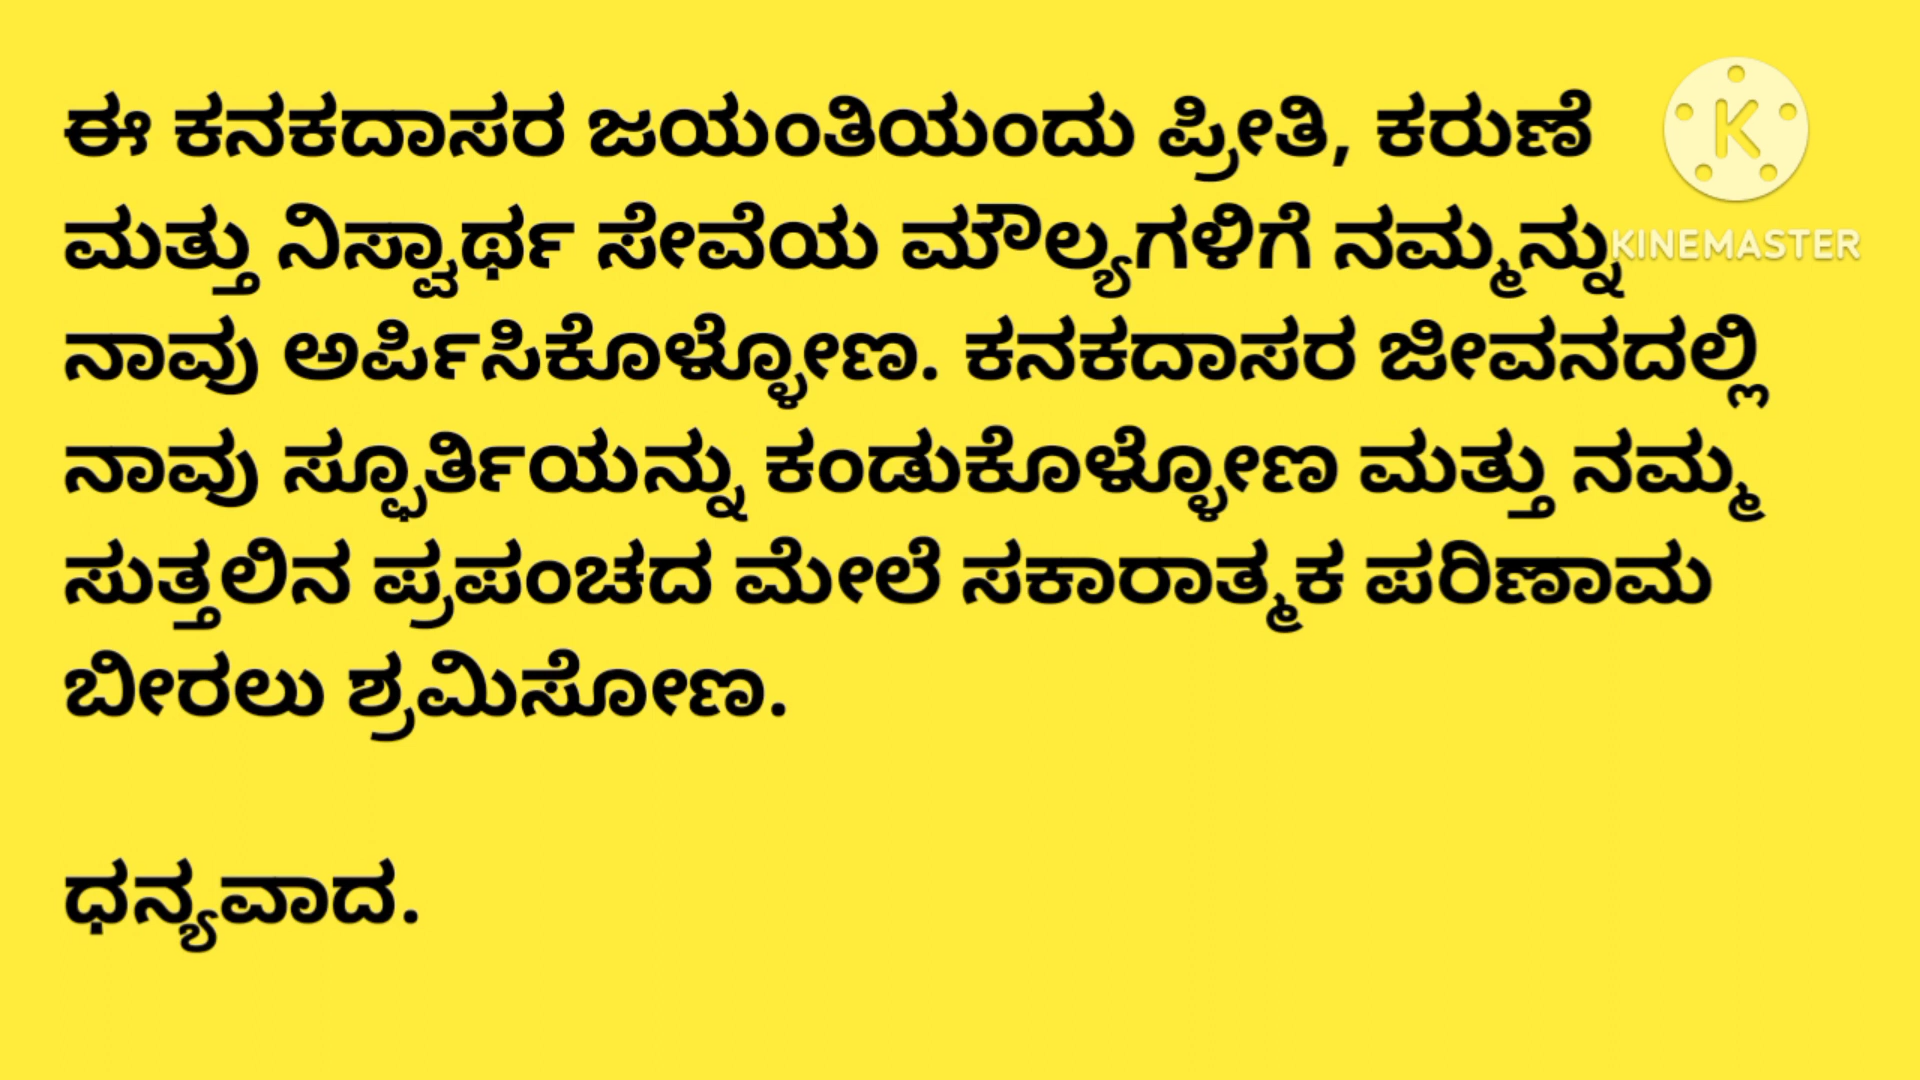 ಈ ಕನಕದಾಸರ ಜಯಂತಿಯಂದು ಪ್ರೀತಿ, ಕರುಣೆ
ಮತ್ತು ನಿಸ್ವಾರ್ಥ ಸೇವೆಯ ಮೌಲ್ಯಗಳಿಗೆ ನಮ್ಮನ್ನು
ನಾವು ಅರ್ಪಿಸಿಕೊಳ್ಳೋಣ. ಕನಕದಾಸರ ಜೀವನದಲ್ಲಿ
ನಾವು ಸ್ಫೂರ್ತಿಯನ್ನು ಕಂಡುಕೊಳ್ಳೋಣ ಮತ್ತು ನಮ್ಮ
ಸುತ್ತಲಿನ ಪ್ರಪಂಚದ ಮೇಲೆ ಸಕಾರಾತ್ಮಕ ಪರಿಣಾಮ
ಬೀರಲು ಶ್ರಮಿಸೋಣ.
ಧನ್ಯವಾದ.
K
KINEMASTER